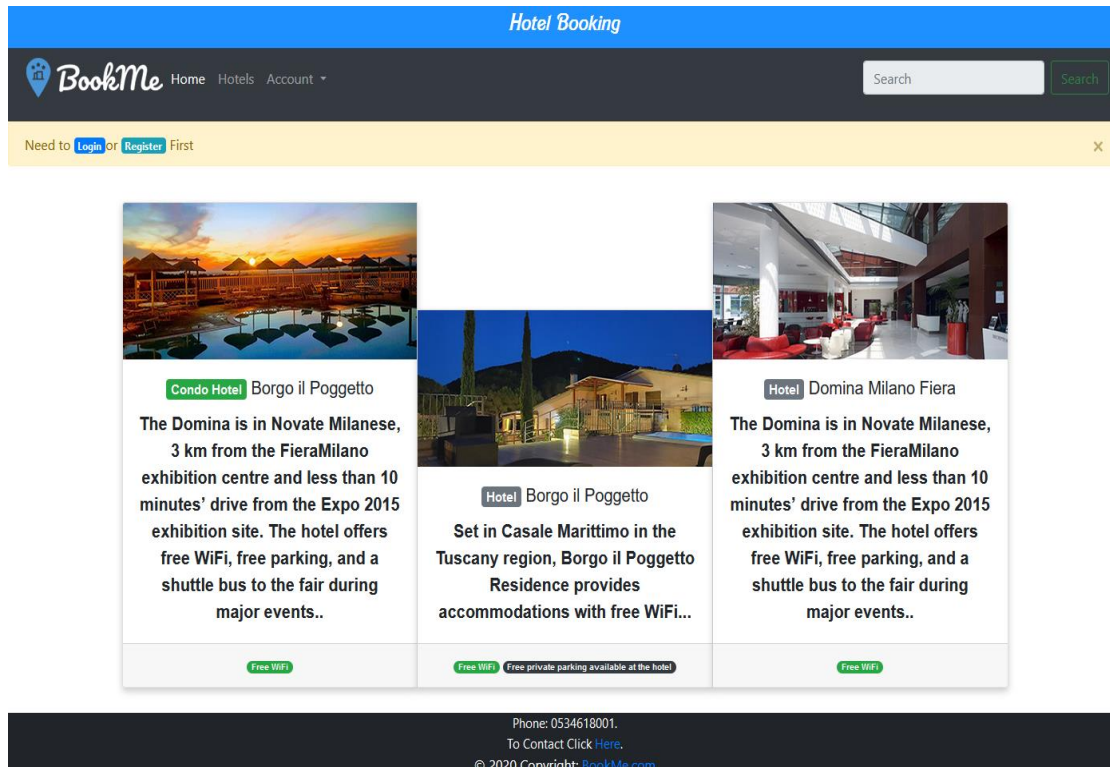 Hotel Booking
BookMe Home Hotels Account Search Search
Need to Login or Register First ×
Condo Hotel Borgo il Poggetto
The Domina is in Novate Milanese,
3 km from the FieraMilano
exhibition centre and less than 10
minutes’ drive from the Expo 2015
exhibition site. The hotel offers
free WiFi, free parking, and a
shuttle bus to the fair during
major events..
Free WiFi
Hotel Borgo il Poggetto
Set in Casale Marittimo in the
Tuscany region, Borgo il Poggetto
Residence provides
accommodations with free WiFi...
Free WiFi Free private parking available at the hotel
Hotel Domina Milano Fiera
The Domina is in Novate Milanese,
3 km from the FieraMilano
exhibition centre and less than 10
minutes’ drive from the Expo 2015
exhibition site. The hotel offers
free WiFi, free parking, and a
shuttle bus to the fair during
major events..
Free WiFi
Phone: 0534618001.
To Contact Click Here.
© 2020 Copyright: BookMe.com